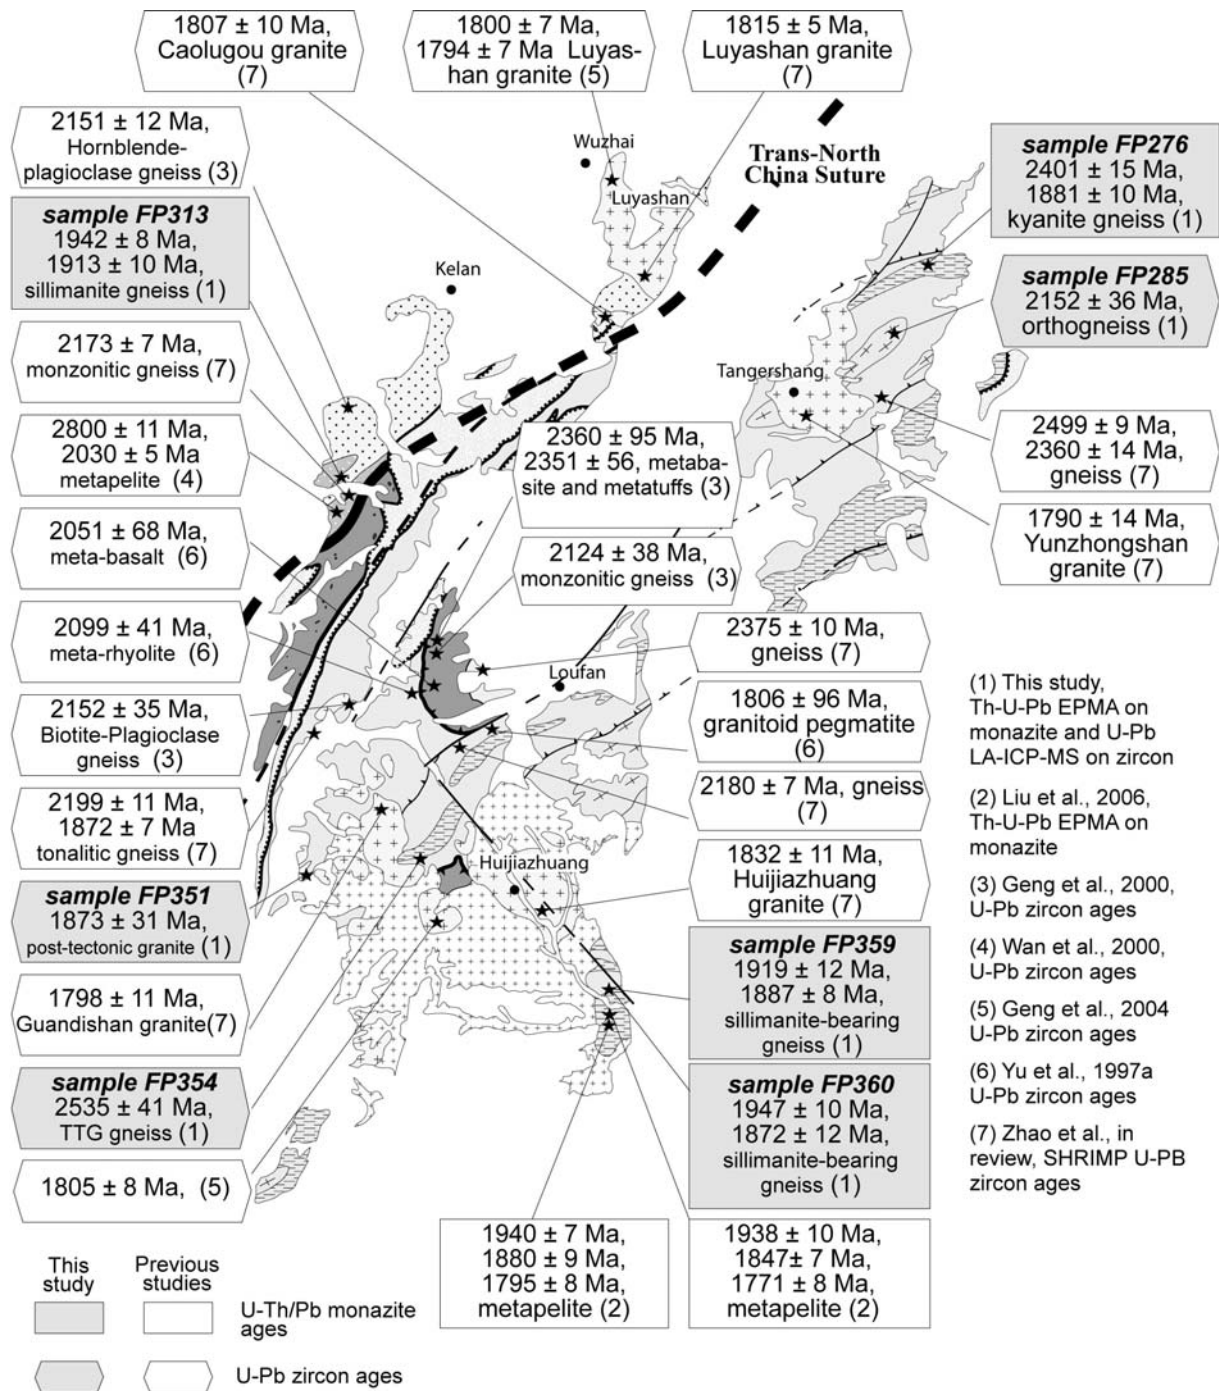 1807 ± 10 Ma,
Caolugou granite
(7)
1800 ± 7 Ma,
1794 ± 7 Ma Luyas-
han granite (5)
1815 ± 5 Ma,
Luyashan granite
(7)
2151 ± 12 Ma,
Hornblende-
plagioclase gneiss (3)
sample FP313
1942 ± 8 Ma,
1913 ± 10 Ma,
sillimanite gneiss (1)
2173 ± 7 Ma,
monzonitic gneiss (7)
2800 ± 11 Ma,
2030 ± 5 Ma
metapelite (4)
2051 ± 68 Ma,
meta-basalt (6)
2099 ± 41 Ma,
meta-rhyolite (6)
2152 ± 35 Ma,
Biotite-Plagioclase
gneiss (3)
2199 ± 11 Ma,
1872 ± 7 Ma
tonalitic gneiss (7)
sample FP351
1873 ± 31 Ma,
post-tectonic granite (1)
1798 ± 11 Ma,
Guandishan granite(7)
sample FP354
2535 ± 41 Ma,
TTG gneiss (1)
1805 ± 8 Ma, (5)
Wuzhai
Luyashan
Trans-North
China Suture
Kelan
Tangershang
Loufan
Huijiazhuang
sample FP276
2401 ± 15 Ma,
1881 ± 10 Ma,
kyanite gneiss (1)
sample FP285
2152 ± 36 Ma,
orthogneiss (1)
2499 ± 9 Ma,
2360 ± 14 Ma,
gneiss (7)
1790 ± 14 Ma,
Yunzhongshan
granite (7)
2360 ± 95 Ma,
2351 ± 56, metaba-
site and metatuffs (3)
2124 ± 38 Ma,
monzonitic gneiss (3)
2375 ± 10 Ma,
gneiss (7)
1806 ± 96 Ma,
granitoid pegmatite
(6)
2180 ± 7 Ma, gneiss
(7)
1832 ± 11 Ma,
Huijiazhuang
granite (7)
sample FP359
1919 ± 12 Ma,
1887 ± 8 Ma,
sillimanite-bearing
gneiss (1)
sample FP360
1947 ± 10 Ma,
1872 ± 12 Ma,
sillimanite-bearing
gneiss (1)
1940 ± 7 Ma,
1880 ± 9 Ma,
1795 ± 8 Ma,
metapelite (2)
1938 ± 10 Ma,
1847± 7 Ma,
1771 ± 8 Ma,
metapelite (2)
(1) This study,
Th-U-Pb EPMA on
monazite and U-Pb
LA-ICP-MS on zircon
(2) Liu et al., 2006,
Th-U-Pb EPMA on
monazite
(3) Geng et al., 2000,
U-Pb zircon ages
(4) Wan et al., 2000,
U-Pb zircon ages
(5) Geng et al., 2004
U-Pb zircon ages
(6) Yu et al., 1997a
U-Pb zircon ages
(7) Zhao et al., in
review, SHRIMP U-PB
zircon ages
This
study
Previous
studies
U-Th/Pb monazite
ages
U-Pb zircon ages